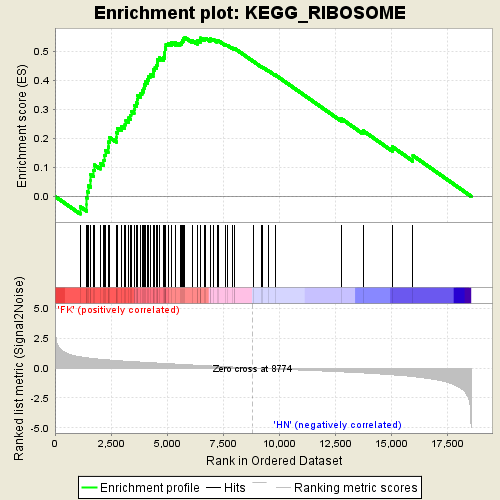 Enrichment plot: KEGG_RIBOSOME
Enrichment score (ES)
0.5
0.4
0.3
0.2
0.1
0.0
Ranked list metric (Signal2Noise)
5.0
2.5
0.0
-2.5
-5.0
'FK' (positively correlated)
Zero cross at 8774
'HN' (negatively correlated)
0 2,500 5,000 7,500 10,000 12,500 15,000 17,500
Rank in Ordered Dataset
Enrichment profile Hits Ranking metric scores